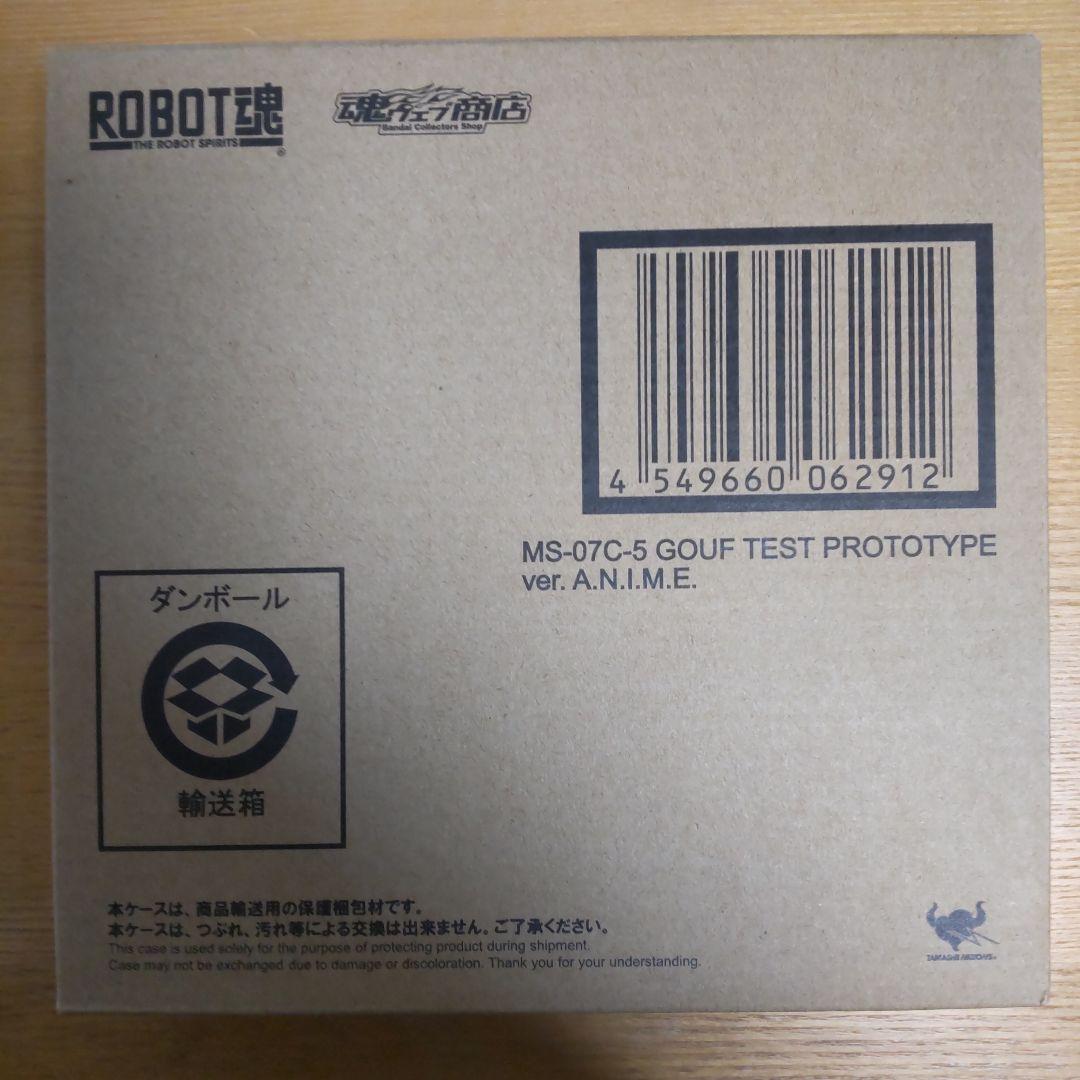 ROBOT魂
THE ROBOT SPIRITS
®
魂ウェブ商店
Bandai Collectors Shop
4 549660 062912
MS-07C-5 GOUF TEST PROTOTYPE
ver. A.N.I.M.E.
ダンボール
輸送箱
本ケースは、商品輸送用の保護梱包材です。
本ケースは、つぶれ、汚れ等による交換は出来ません。ご了承ください。
This case is used solely for the purpose of protecting product during shipment.
Case may not be exchanged due to damage or discoloration. Thank you for your understanding.